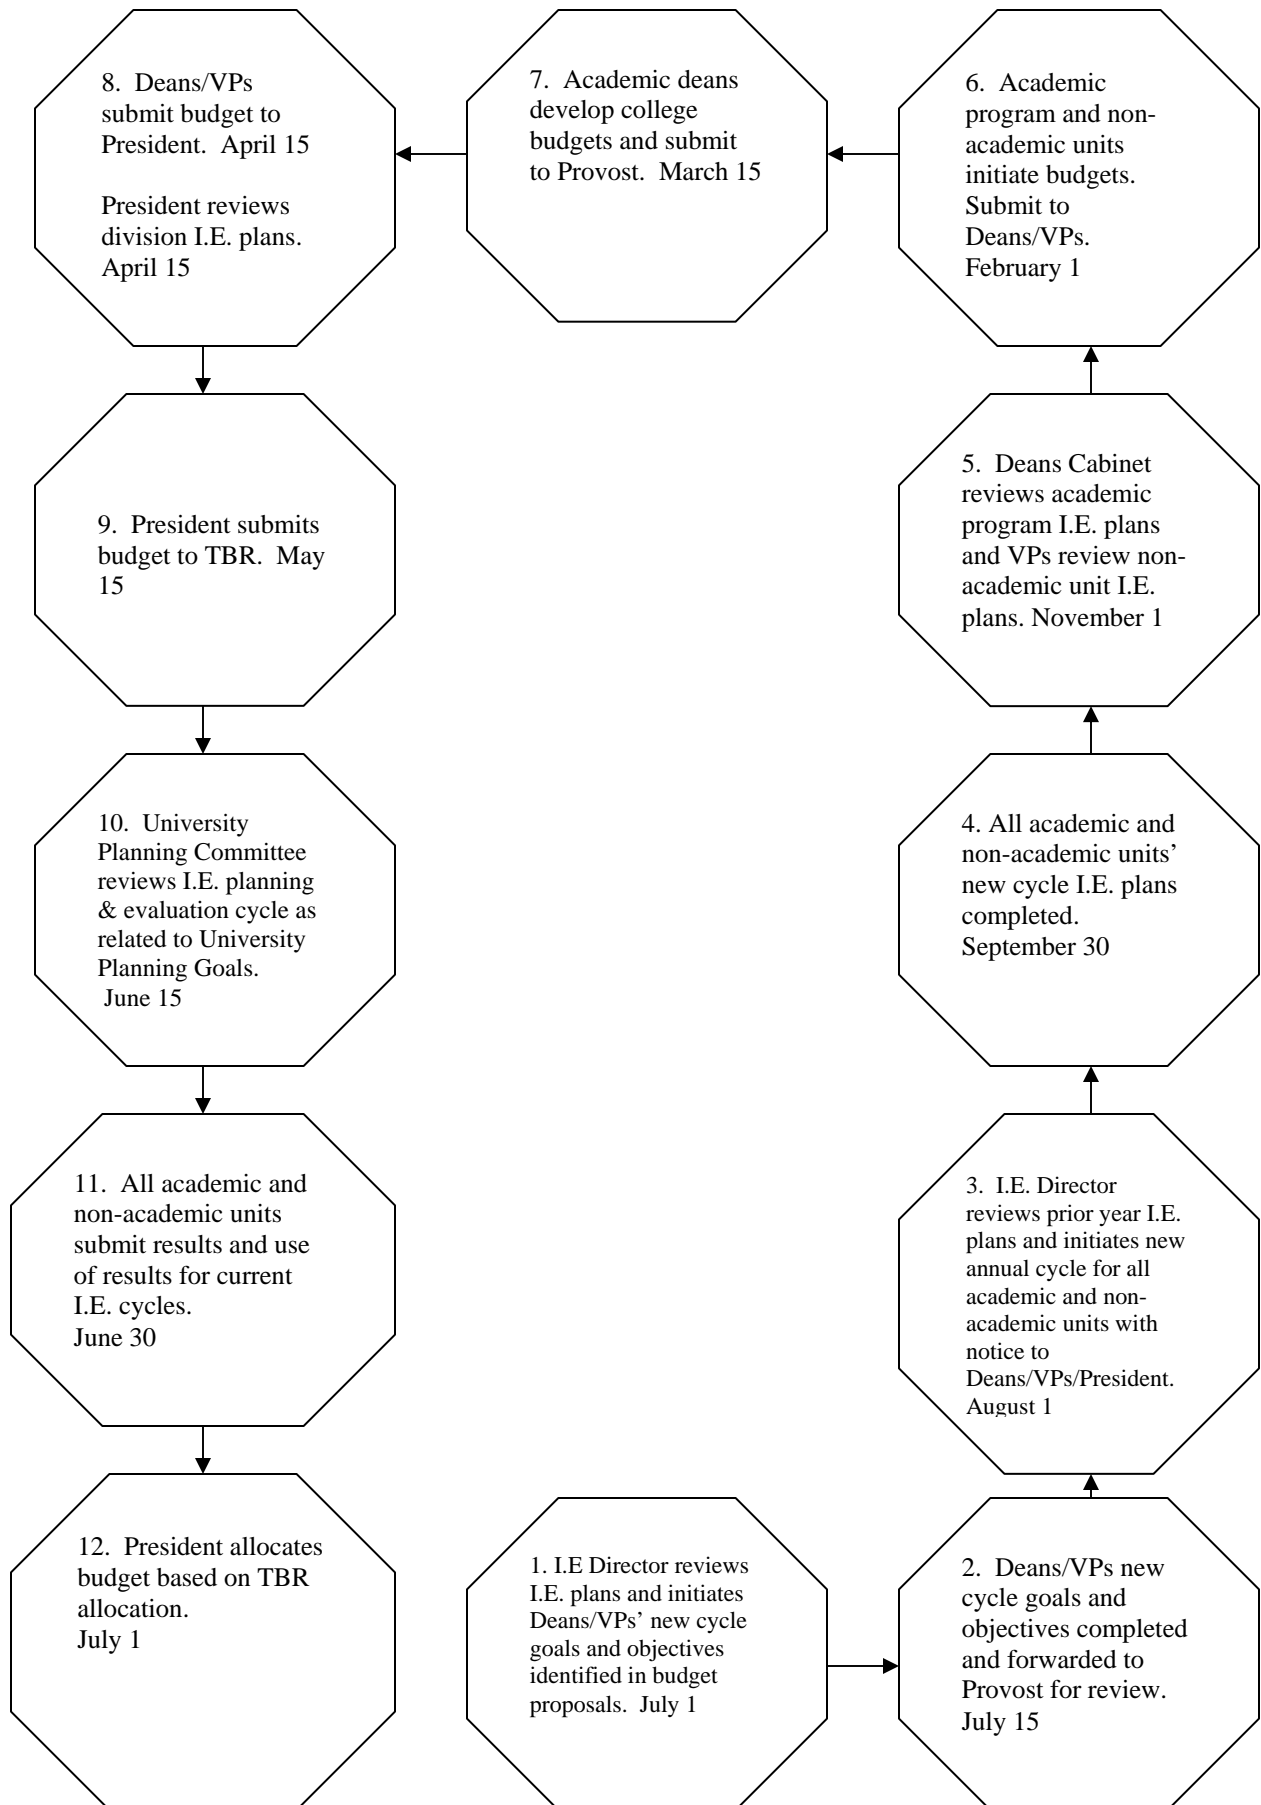 8. Deans/VPs
submit budget to
President. April 15
President reviews
division I.E. plans.
April 15
7. Academic deans
develop college
budgets and submit
to Provost. March 15
6. Academic
program and non-
academic units
initiate budgets.
Submit to
Deans/VPs.
February 1
5. Deans Cabinet
reviews academic
program I.E. plans
and VPs review non-
academic unit I.E.
plans. November 1
9. President submits
budget to TBR. May
15
10. University
Planning Committee
reviews I.E. planning
& evaluation cycle as
related to University
Planning Goals.
June 15
4. All academic and
non-academic units’
new cycle I.E. plans
completed.
September 30
11. All academic and
non-academic units
submit results and use
of results for current
I.E. cycles.
June 30
3. I.E. Director
reviews prior year I.E.
plans and initiates new
annual cycle for all
academic and non-
academic units with
notice to
Deans/VPs/President.
August 1
12. President allocates
budget based on TBR
allocation.
July 1
1. I.E Director reviews
I.E. plans and initiates
Deans/VPs’ new cycle
goals and objectives
identified in budget
proposals. July 1
2. Deans/VPs new
cycle goals and
objectives completed
and forwarded to
Provost for review.
July 15